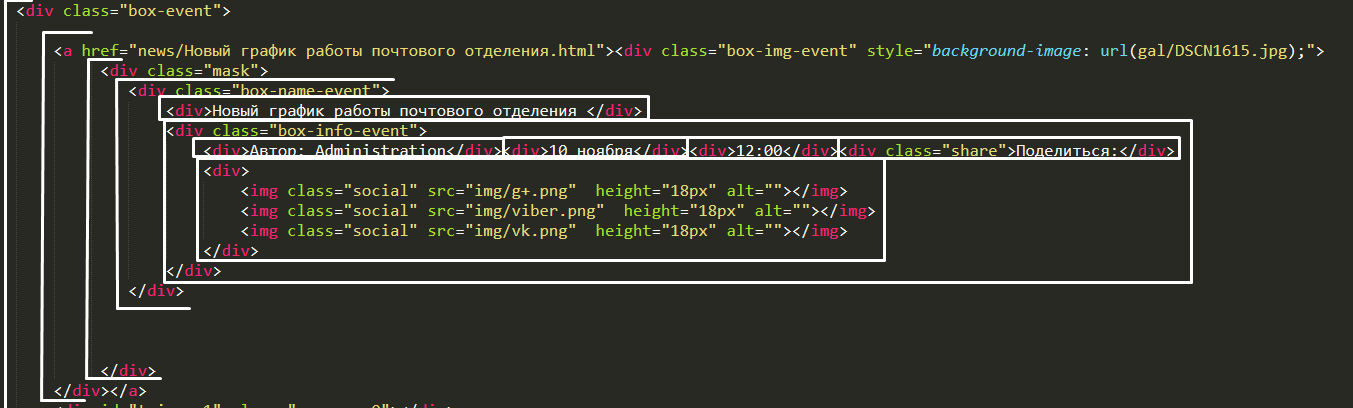 <div class="box-event">
<a href="news/Новый график работы почтового отделения.html"><div class="box-img-event" style="background-image: url(gal/DSCN1615.jpg);">
<div class="mask">
<div class="box-name-event">
<div>Новый график работы почтового отделения </div>
<div class="box-info-event">
<div>Автор: Administration</div><div>10 ноября</div><div>12:00</div><div class="share">Поделиться:</div>
<div>
<img class="social" src="img/g+.png"  height="18px" alt=""></img>
<img class="social" src="img/viber.png"  height="18px" alt=""></img>
<img class="social" src="img/vk.png"  height="18px" alt=""></img>
</div>
</div>
</div>
</div>
</div></a>